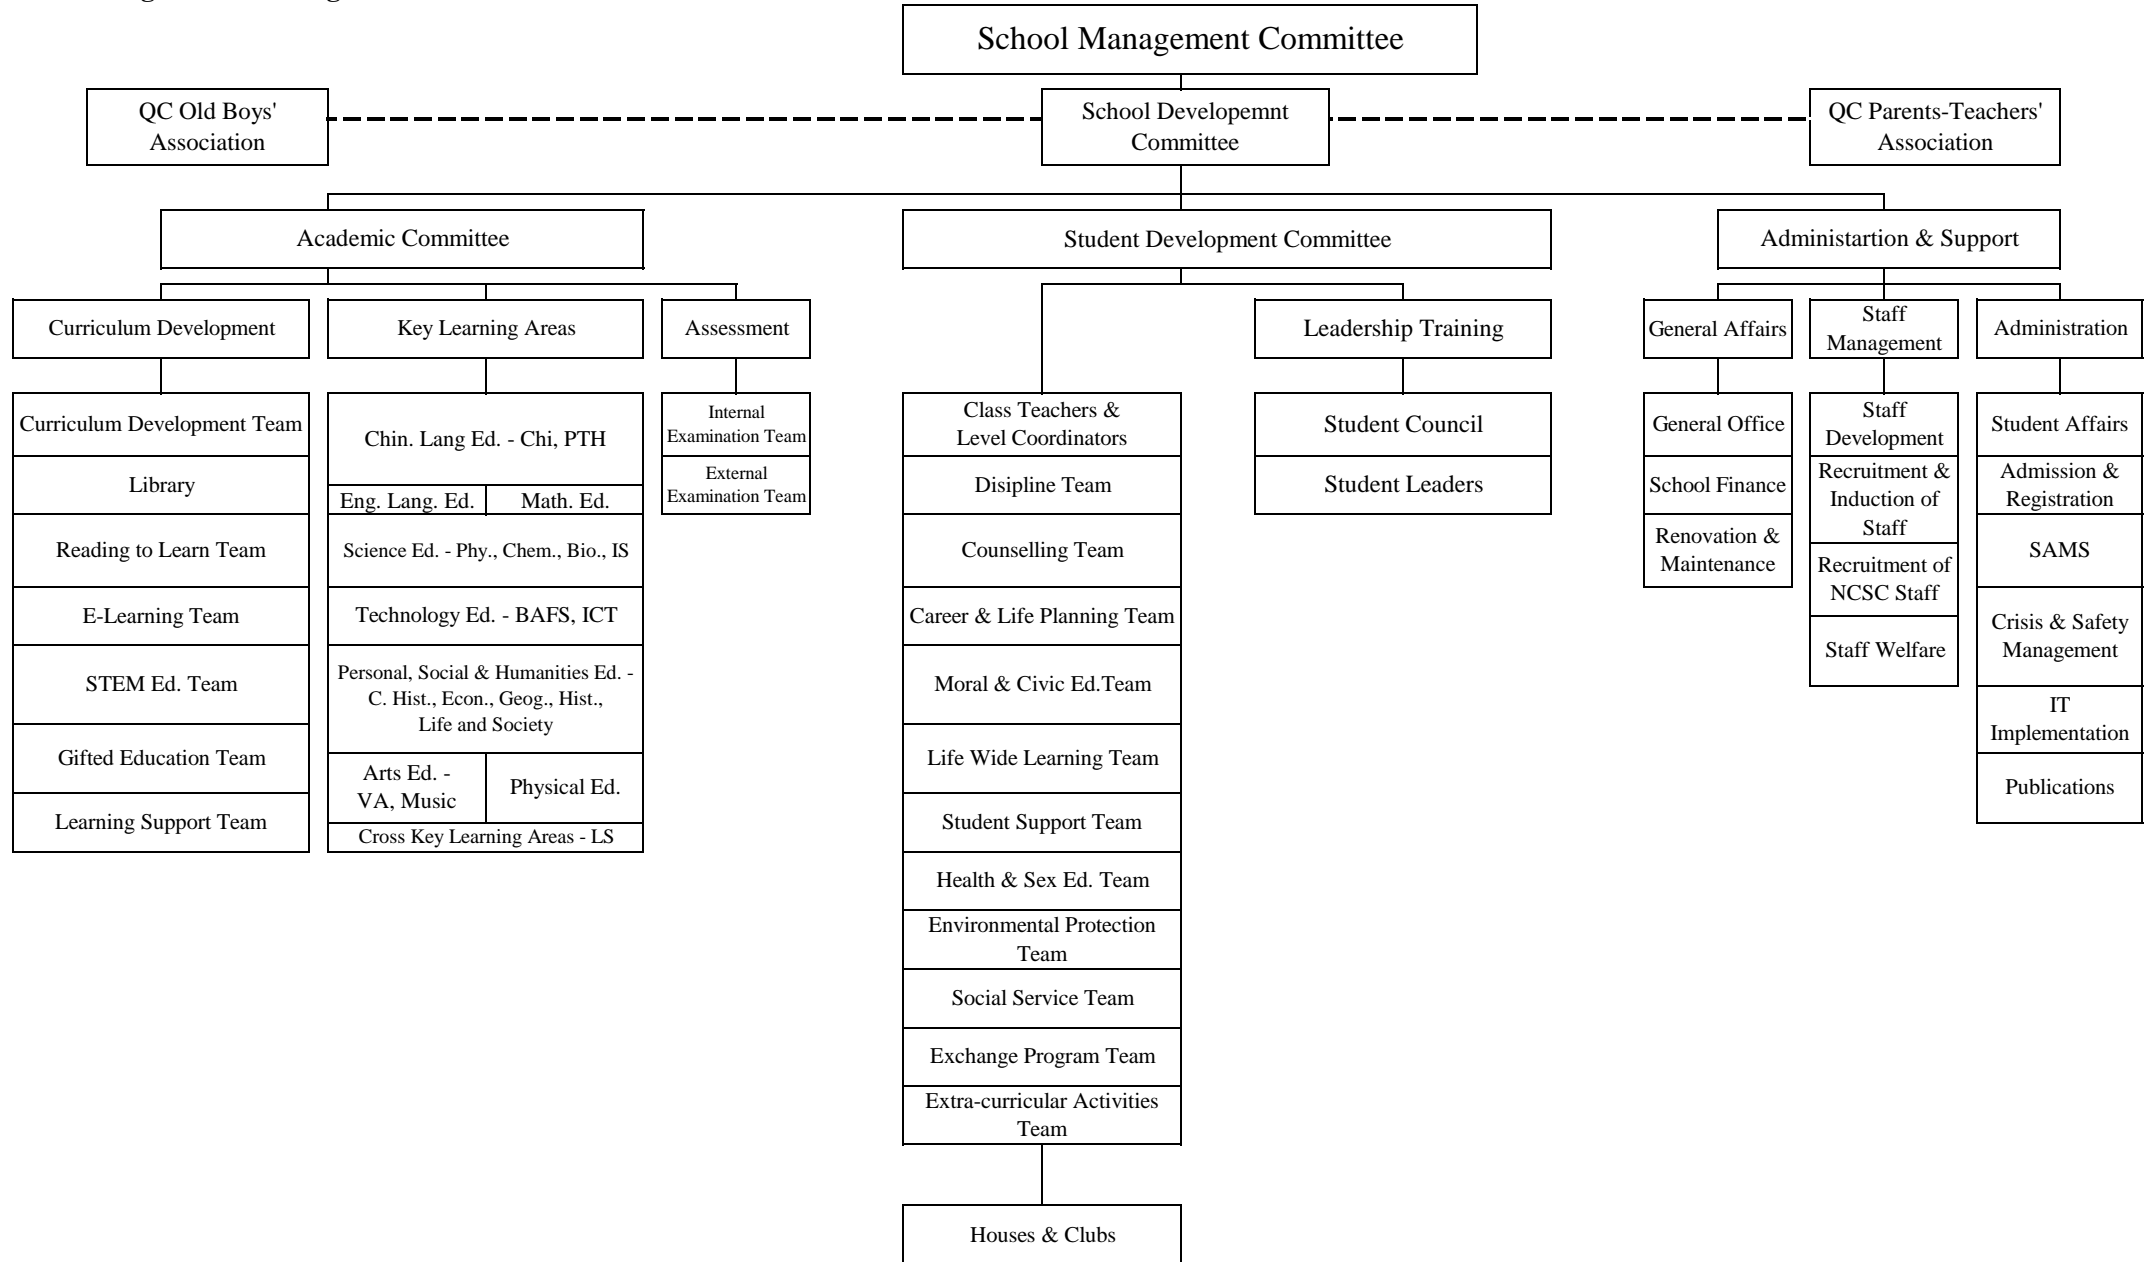 School Management Committee
QC Old Boys'
Association
School Developemnt
Committee
QC Parents-Teachers'
Association
Academic Committee
Student Development Committee
Administartion & Support
Curriculum Development
Key Learning Areas
Assessment
Leadership Training
General Affairs
Staff
Management
Administration
Curriculum Development Team
Library
Reading to Learn Team
E-Learning Team
STEM Ed. Team
Gifted Education Team
Learning Support Team
Chin. Lang Ed. - Chi, PTH
Eng. Lang. Ed.
Math. Ed.
Science Ed. - Phy., Chem., Bio., IS
Technology Ed. - BAFS, ICT
Personal, Social & Humanities Ed. -
C. Hist., Econ., Geog., Hist.,
Life and Society
Arts Ed. -
VA, Music
Physical Ed.
Cross Key Learning Areas - LS
Internal
Examination Team
External
Examination Team
Class Teachers &
Level Coordinators
Disipline Team
Counselling Team
Career & Life Planning Team
Moral & Civic Ed.Team
Life Wide Learning Team
Student Support Team
Health & Sex Ed. Team
Environmental Protection
Team
Social Service Team
Exchange Program Team
Extra-curricular Activities
Team
Houses & Clubs
Student Council
Student Leaders
General Office
School Finance
Renovation &
Maintenance
Staff
Development
Recruitment &
Induction of
Staff
Recruitment of
NCSC Staff
Staff Welfare
Student Affairs
Admission &
Registration
SAMS
Crisis & Safety
Management
IT
Implementation
Publications